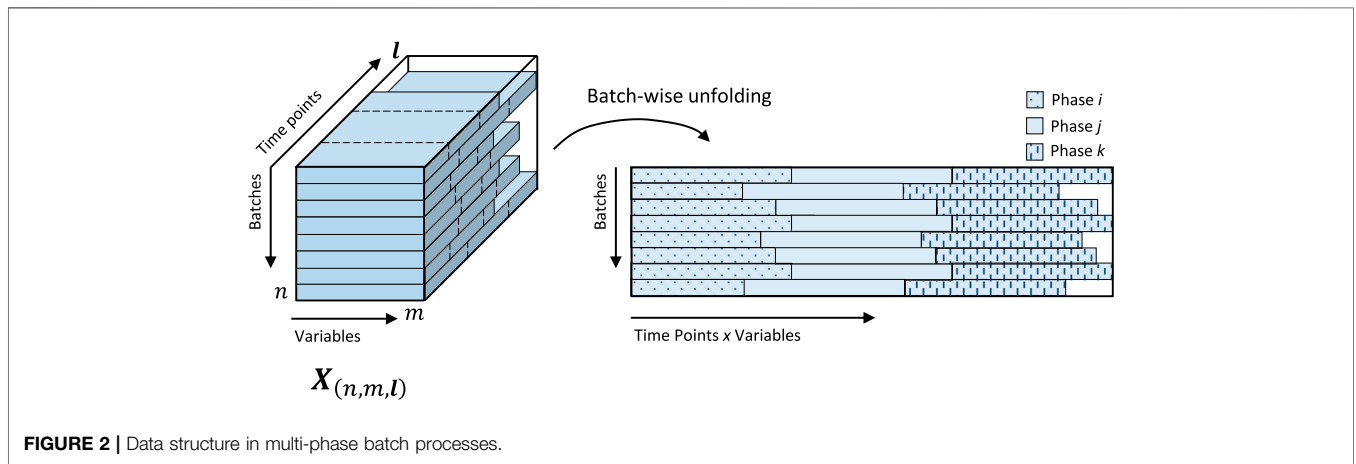 l
Time points
Batches
n
m
Variables
X(n,m,l)
Batch-wise unfolding
Phase i
Phase j
Phase k
Batches
Time Points x Variables
FIGURE 2 | Data structure in multi-phase batch processes.